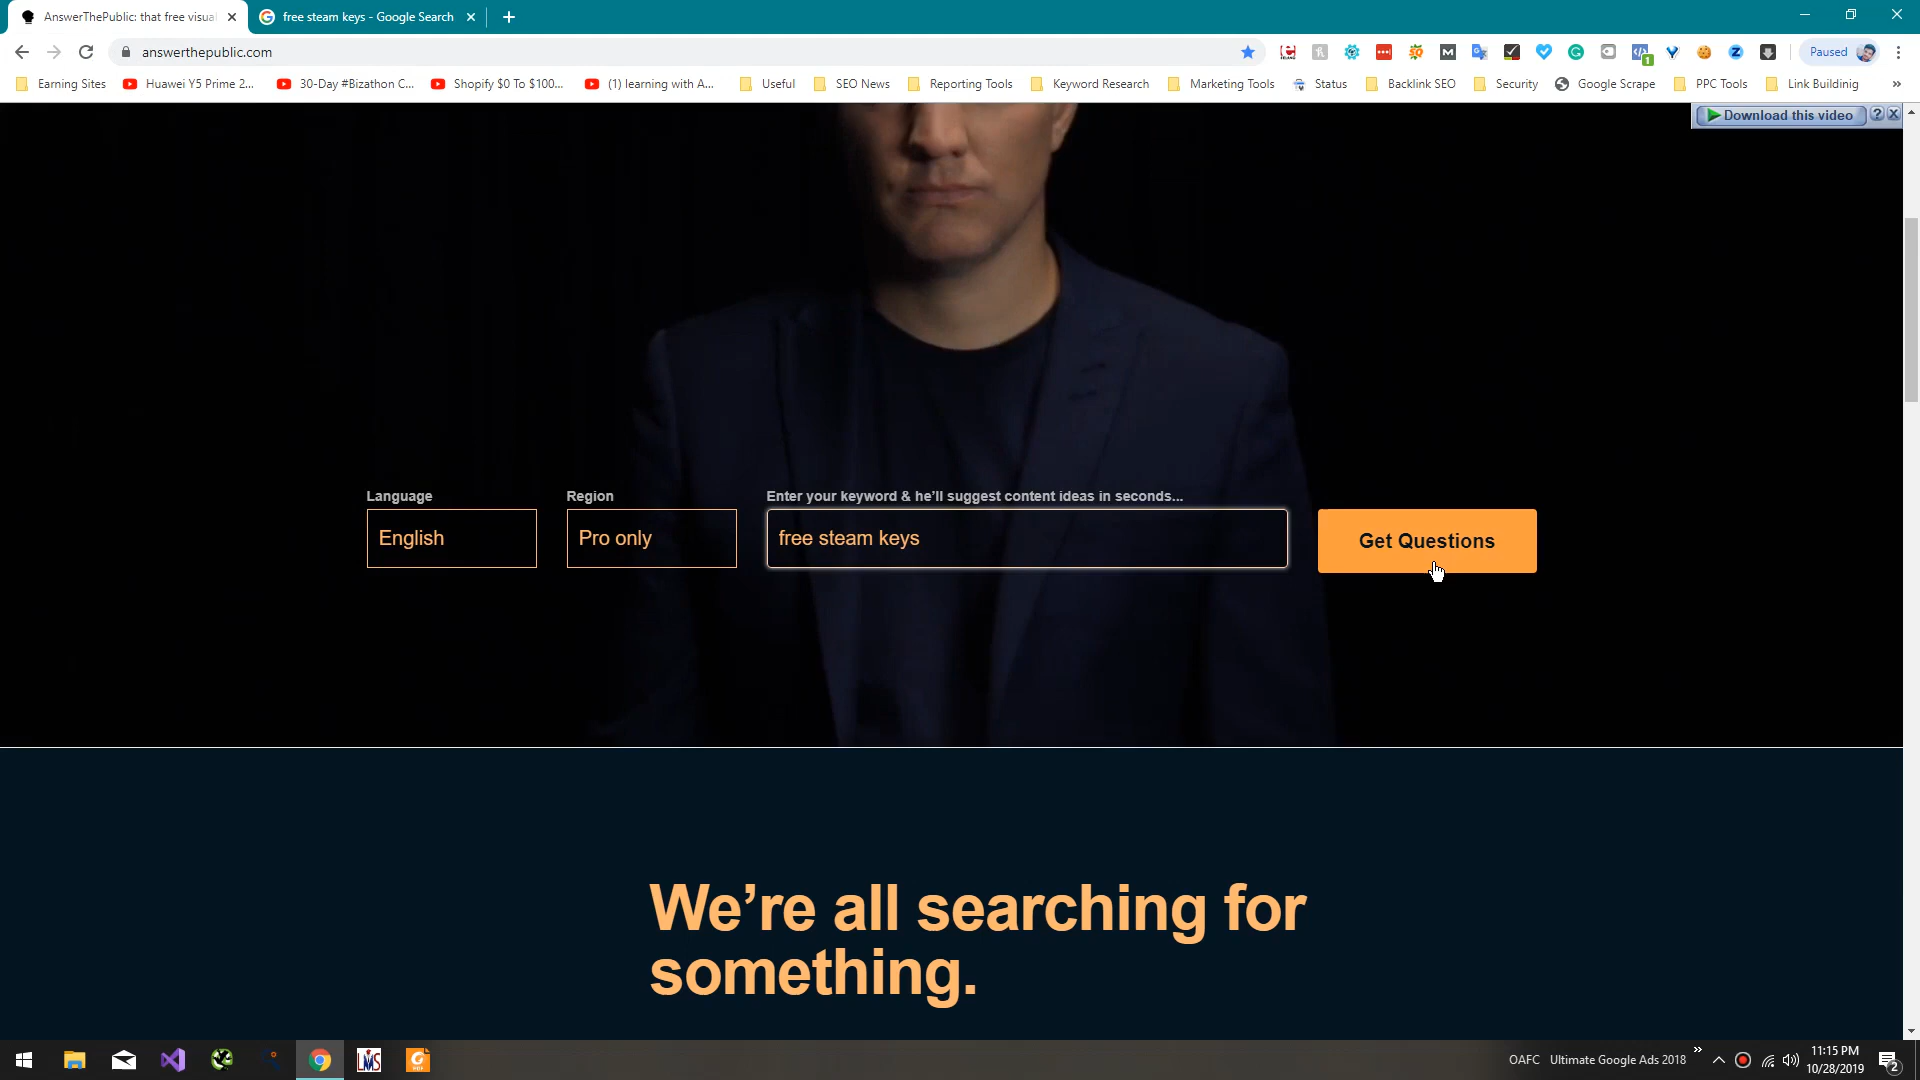 AnswerThePublic: that free visual
free steam keys - Google Search
answerthepublic.com
Paused
Earning Sites
Huawei Y5 Prime 2...
30-Day #Bizathon C...
Shopify $0 To $100...
(1) learning with A...
Useful
SEO News
Reporting Tools
Keyword Research
Marketing Tools
Status
Backlink SEO
Security
Google Scrape
PPC Tools
Link Buildinig
Download this video
Language
Region
Enter your keyword & he’ll suggest content ideas in seconds...
English
Pro only
free steam keys
Get Questions
We’re all searching for
something.
OAFC
Ultimate Google Ads 2018
11:15 PM
10/28/2019
2